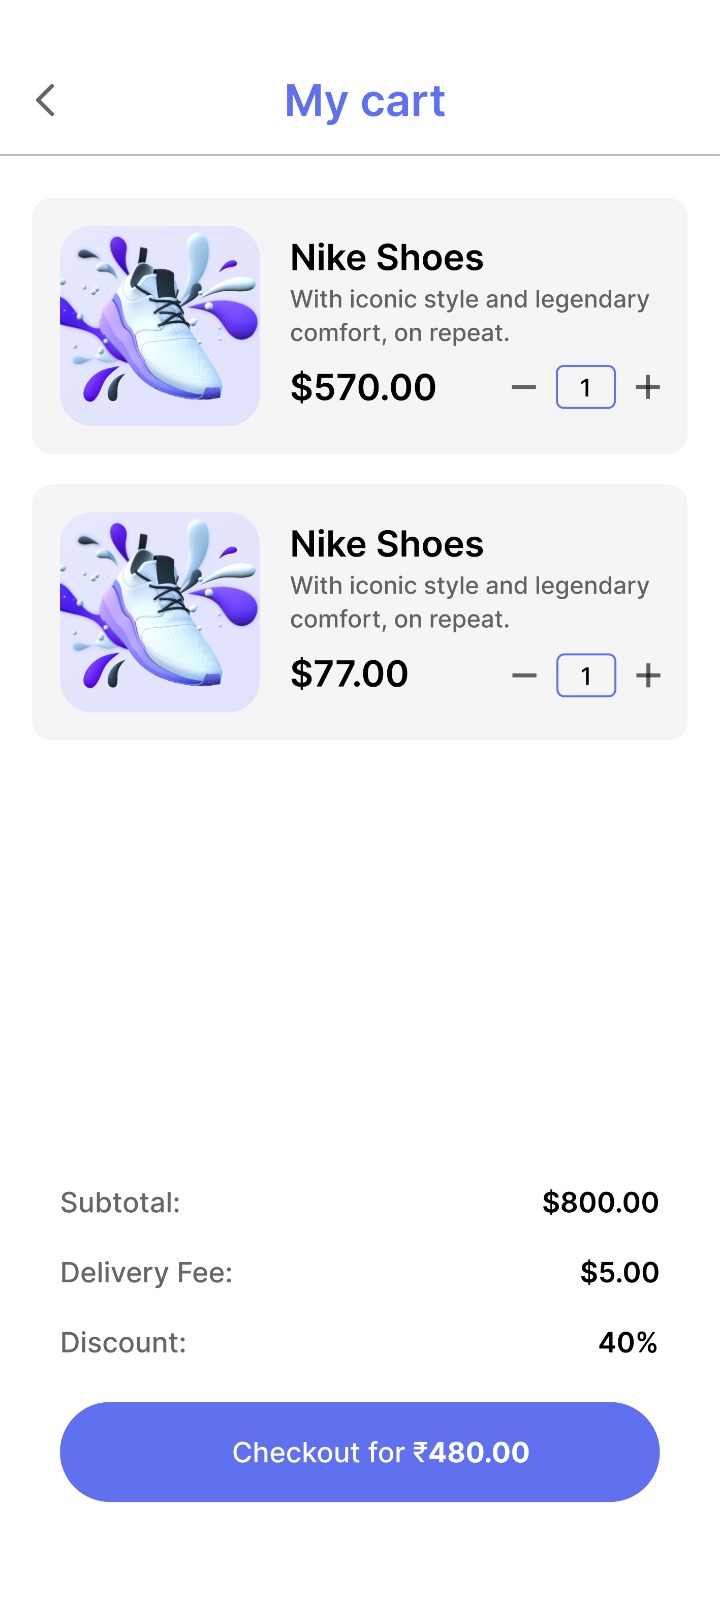 My cart
Nike Shoes
With iconic style and legendary
comfort, on repeat.
$570.00
1
Nike Shoes
With iconic style and legendary
comfort, on repeat.
$77.00
1
Subtotal: $800.00
Delivery Fee: $5.00
Discount: 40%
Checkout for ₹480.00